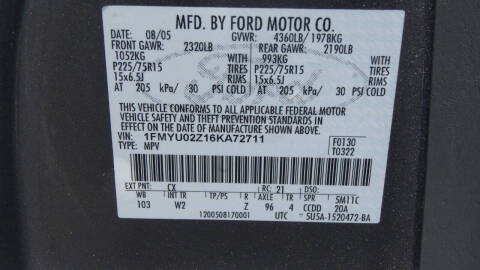 MFD. BY FORD MOTOR CO.
DATE: 08/05 GVWR: 4360LB/ 1978KG
FRONT GAWR: 2320LB REAR GAWR: 2190LB
1052KG WITH 993KG WITH
P225/75R15 TIRES P225/75R15 TIRES
15x6.5J RIMS 15x6.5J RIMS
AT 205 kPa/ 30 PSI COLD AT 205 kPa/ 30 PSI COLD
THIS VEHICLE CONFORMS TO ALL APPLICABLE FEDERAL MOTOR
VEHICLE SAFETY AND THEFT PREVENTION STANDARDS IN EFFECT ON
THE DATE OF MANUFACTURE SHOWN ABOVE.
VIN: 1FMYU02Z16KA72711 F0130
TYPE: MPV T0322
EXT PNT: CX RC: 21 DSO:
WB INT TR TP/PS R AXLE TR SPR 5M11C
103 W2 Z 96 4 CCDD 20A
1200508170001 UTC 5U5A-1520472-BA